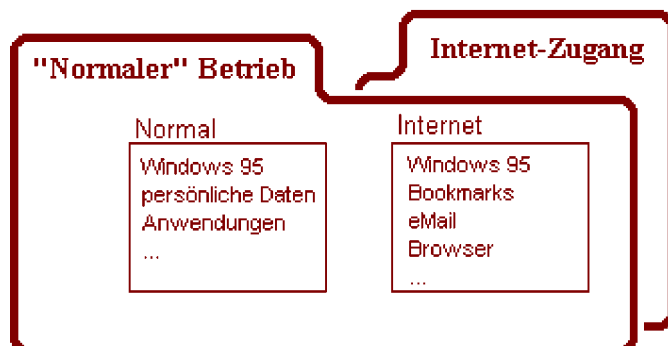 "Normaler" Betrieb
Internet-Zugang
Normal
Windows 95
persönliche Daten
Anwendungen
...
Internet
Windows 95
Bookmarks
eMail
Browser
...